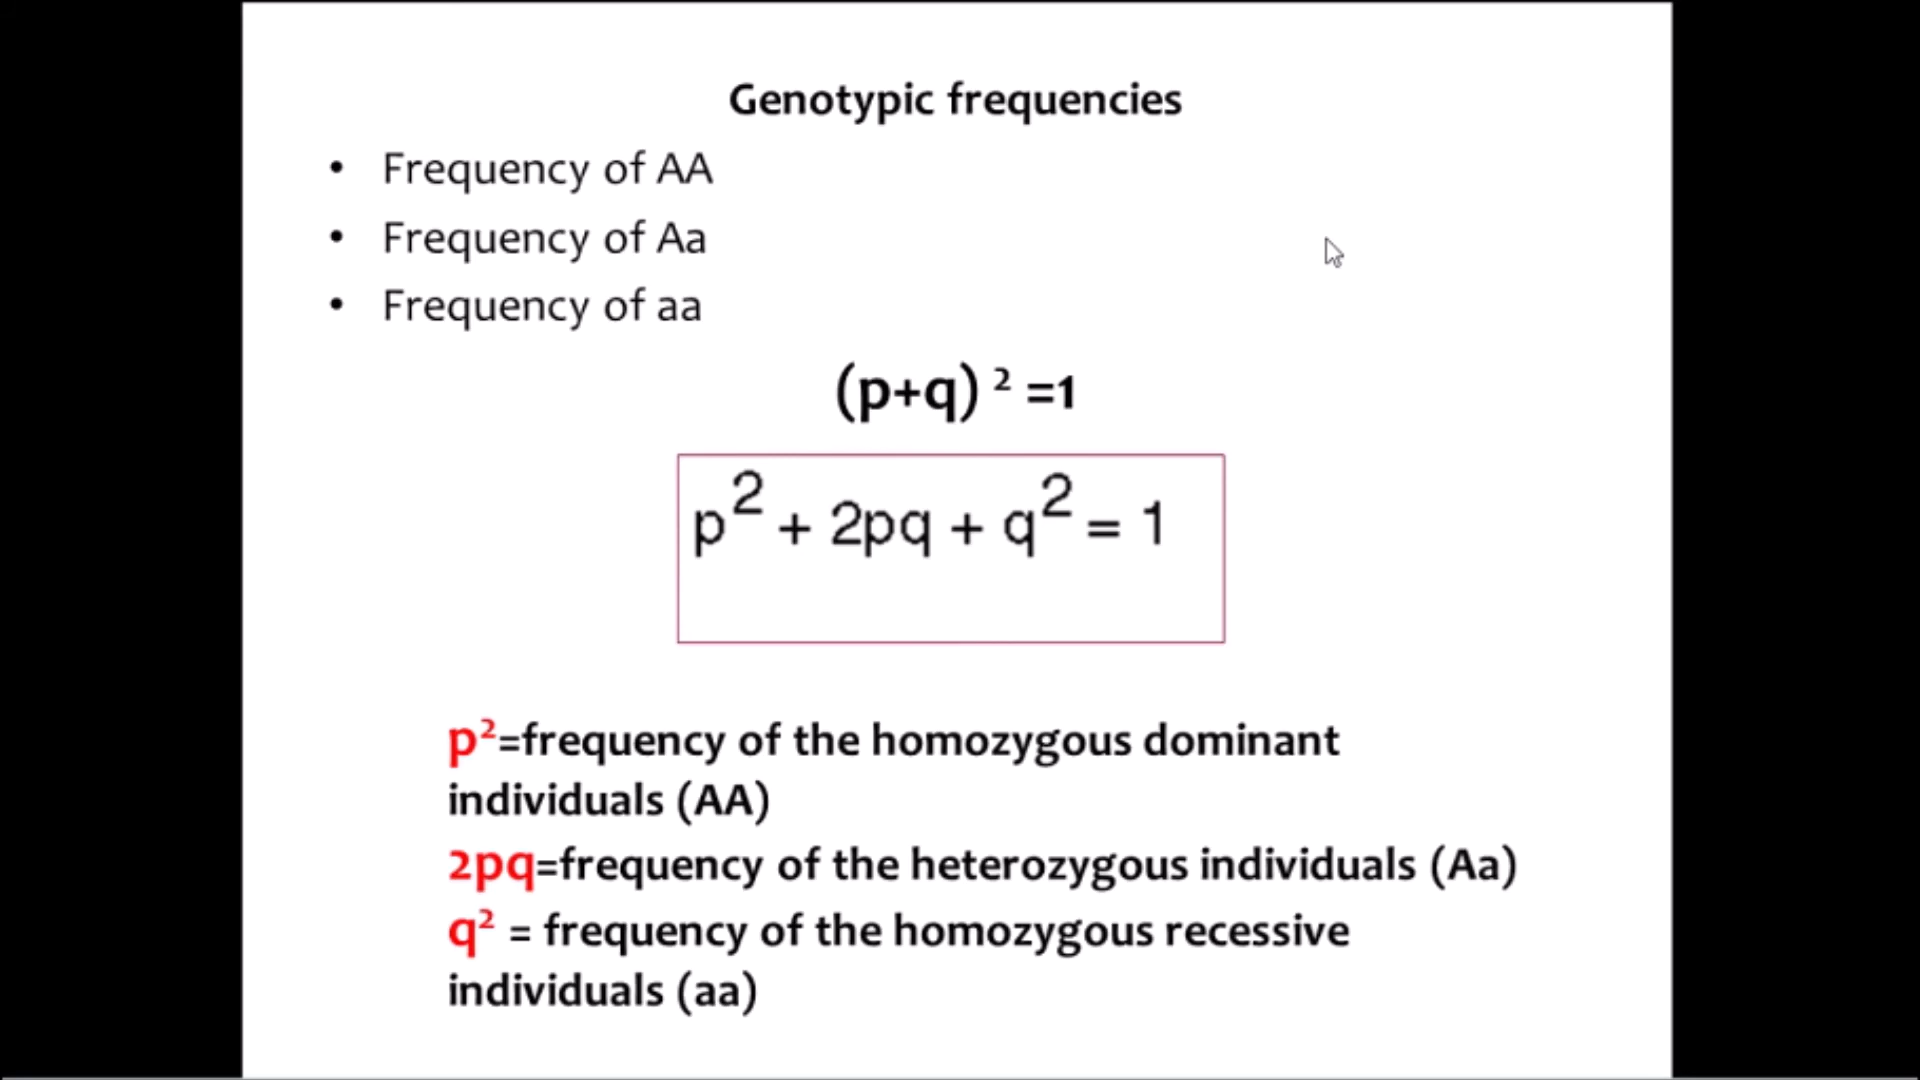 Genotypic frequencies
• Frequency of AA
• Frequency of Aa
• Frequency of aa
(p+q) ² =1
p² + 2pq + q² = 1
p²=frequency of the homozygous dominant
individuals (AA)
2pq=frequency of the heterozygous individuals (Aa)
q² = frequency of the homozygous recessive
individuals (aa)